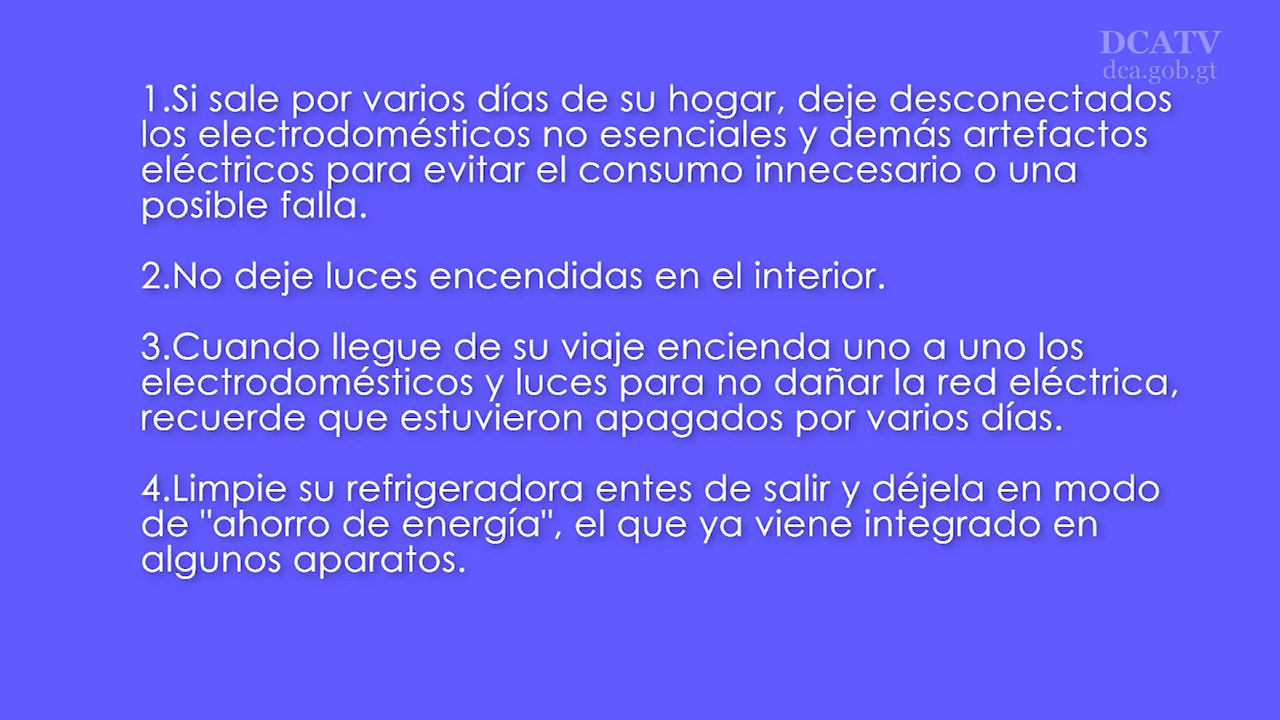 DCATV
dca.gob.gt
1.Si sale por varios días de su hogar, deje desconectados
los electrodomésticos no esenciales y demás artefactos
eléctricos para evitar el consumo innecesario o una
posible falla.
2.No deje luces encendidas en el interior.
3.Cuando llegue de su viaje encienda uno a uno los
electrodomésticos y luces para no dañar la red eléctrica,
recuerde que estuvieron apagados por varios días.
4.Limpie su refrigeradora entes de salir y déjela en modo
de "ahorro de energía", el que ya viene integrado en
algunos aparatos.